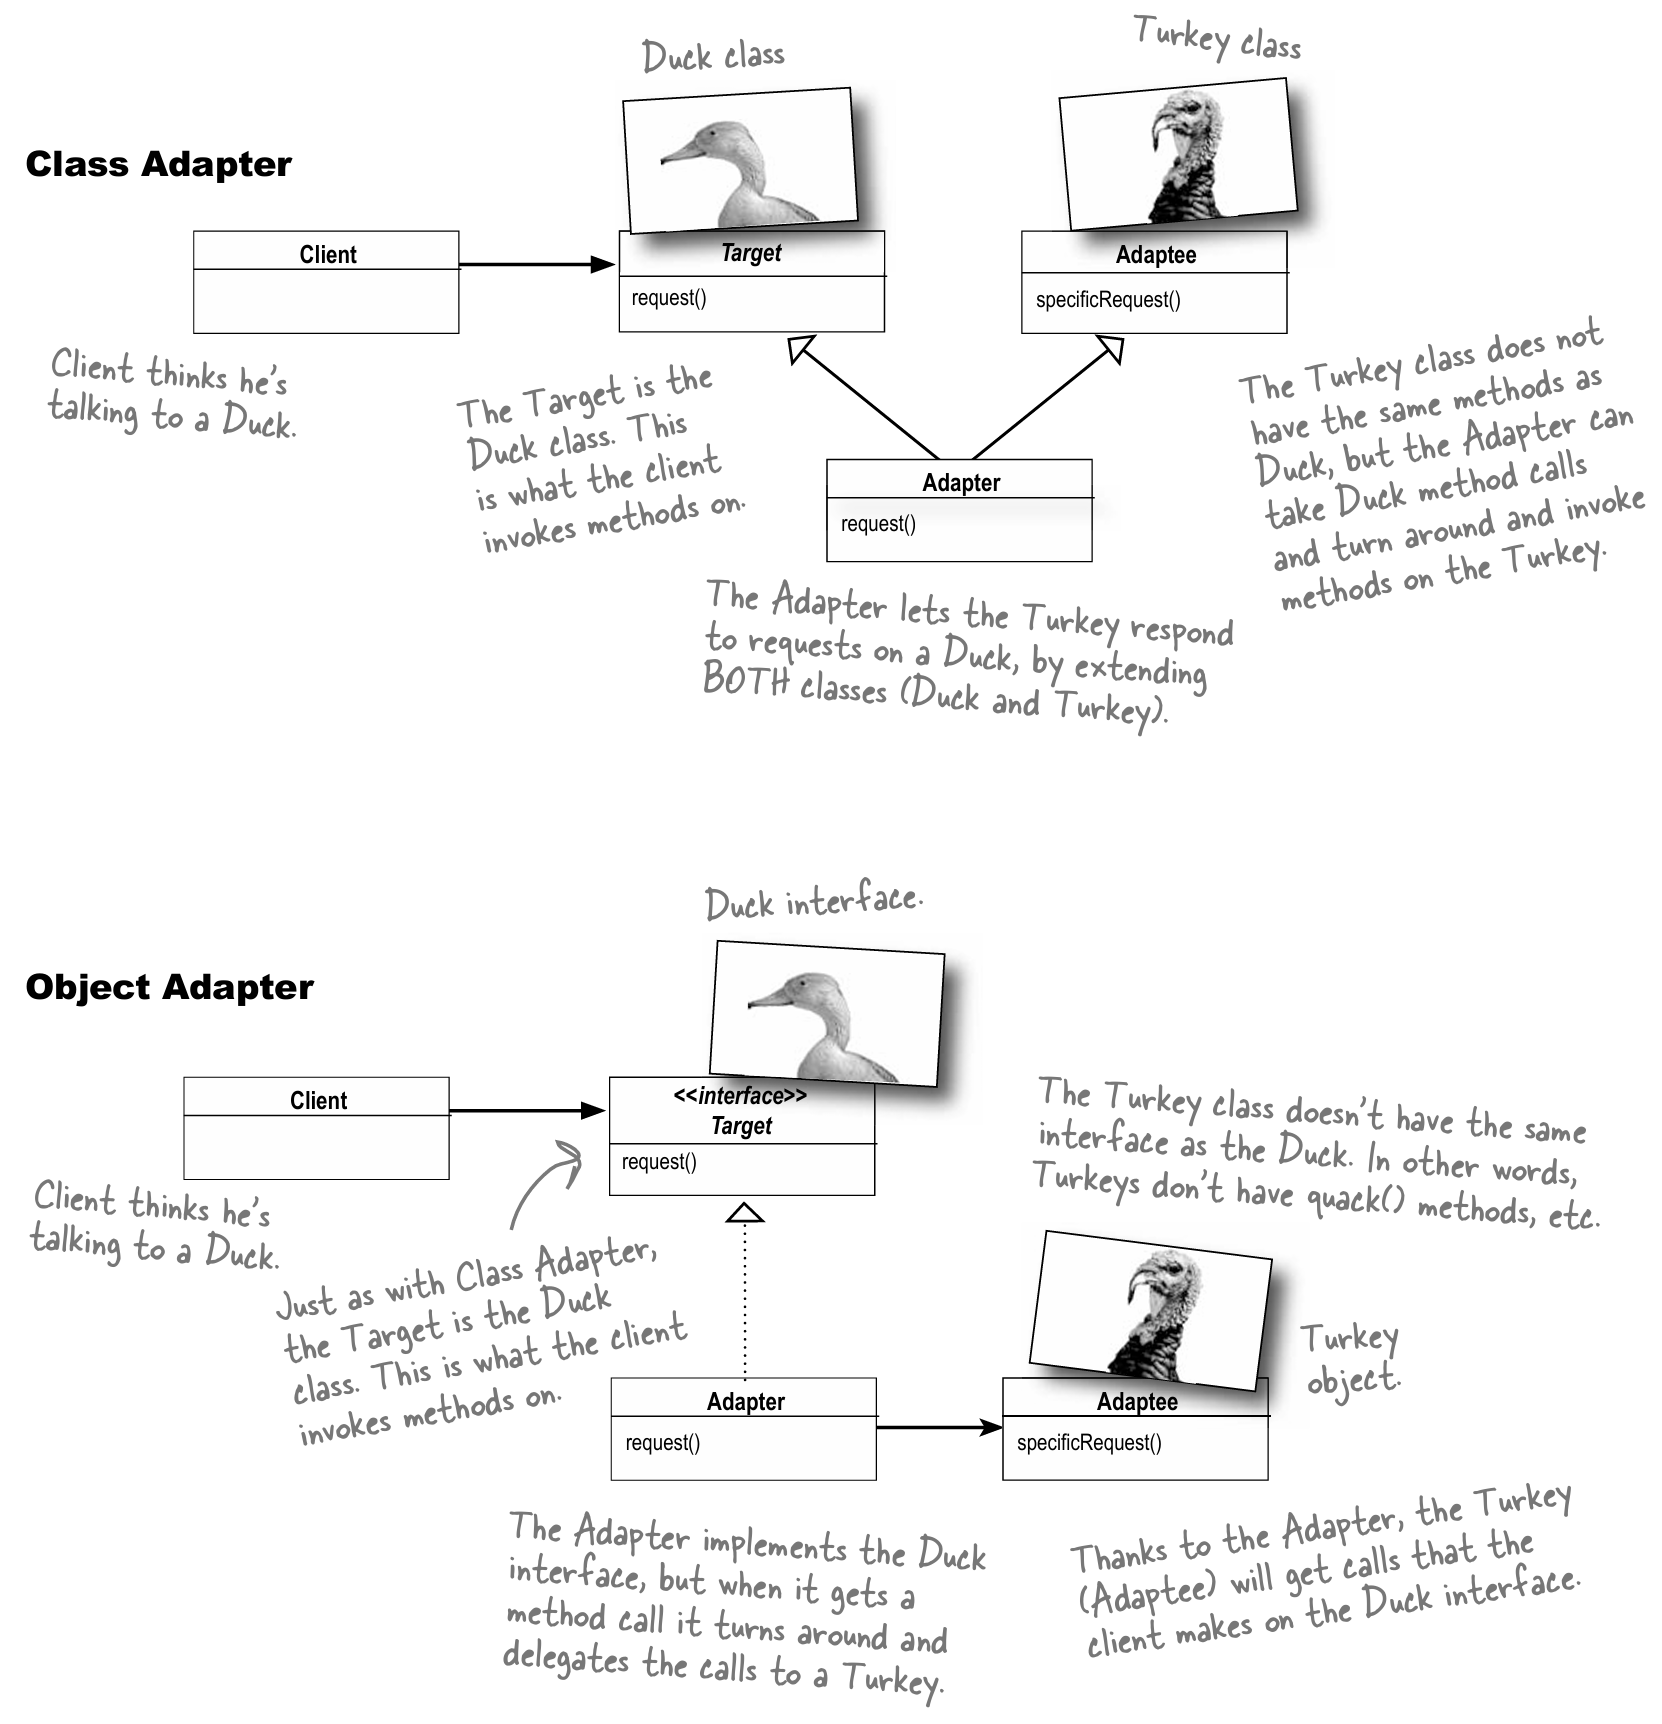 Duck class
Turkey class
Class Adapter
Client
Target
request()
Adaptee
specificRequest()
Client thinks he's
talking to a Duck.
The Target is the
Duck class. This
is what the client
invokes methods on.
Adapter
request()
The Turkey class does not
have the same methods as
Duck, but the Adapter can
take Duck method calls
and turn around and invoke
methods on the Turkey.
The Adapter lets the Turkey respond
to requests on a Duck, by extending
BOTH classes (Duck and Turkey).
Duck interface.
Object Adapter
Client
<<interface>>
Target
request()
The Turkey class doesn't have the same
interface as the Duck. In other words,
Turkeys don't have quack() methods, etc.
Client thinks he's
talking to a Duck.
Just as with Class Adapter,
the Target is the Duck
class. This is what the client
invokes methods on.
Turkey
object.
Adapter
request()
Adaptee
specificRequest()
The Adapter implements the Duck
interface, but when it gets a
method call it turns around and
delegates the calls to a Turkey.
Thanks to the Adapter, the Turkey
(Adaptee) will get calls that the
client makes on the Duck interface.